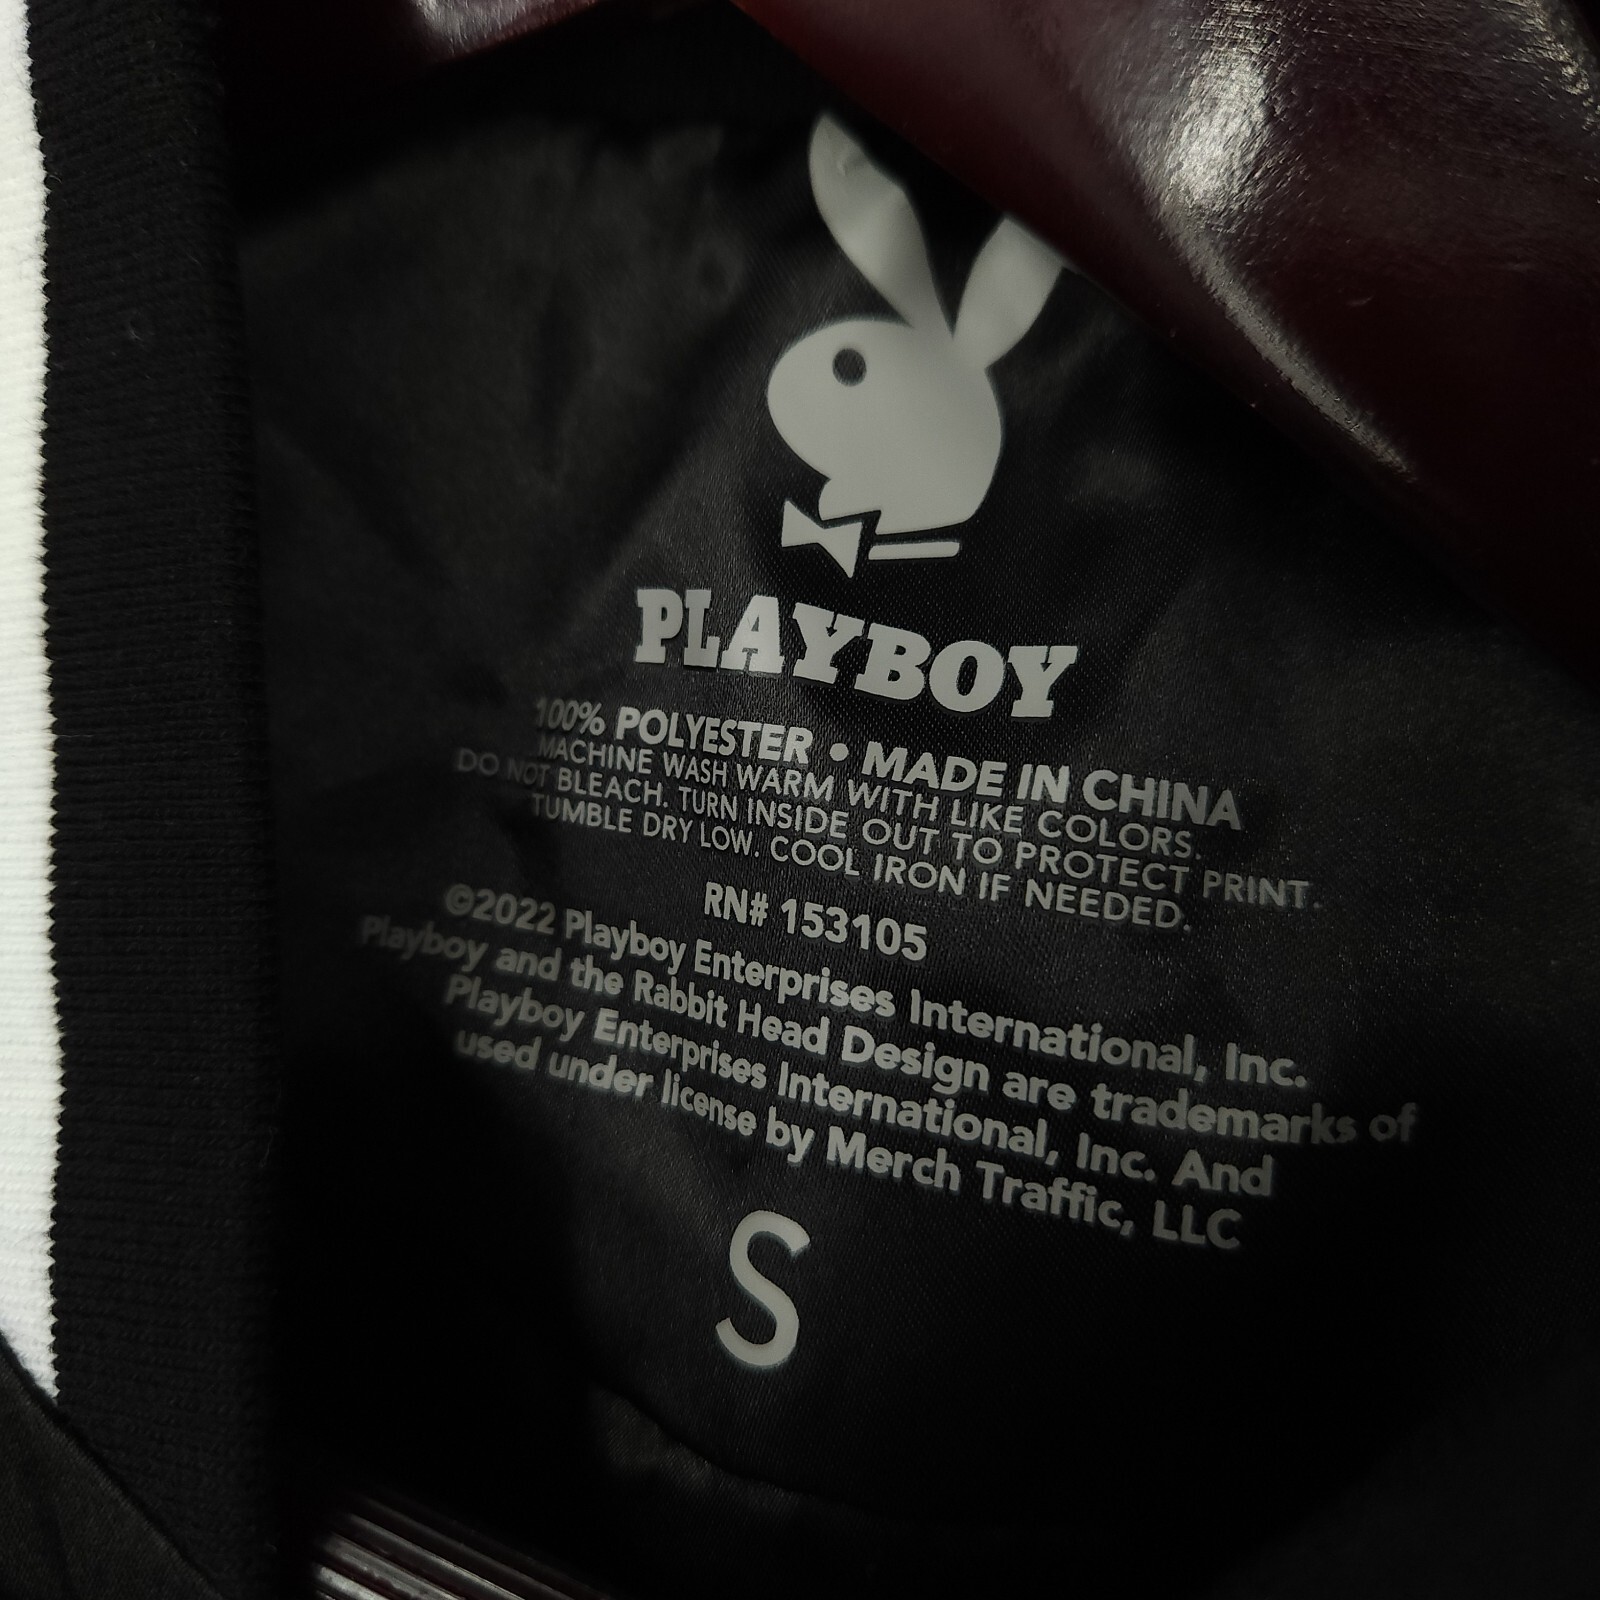 PLAYBOY
100% POLYESTER • MADE IN CHINA
MACHINE WASH WARM WITH LIKE COLORS.
DO NOT BLEACH. TURN INSIDE OUT TO PROTECT PRINT.
TUMBLE DRY LOW. COOL IRON IF NEEDED.
RN# 153105
©2022 Playboy Enterprises International, Inc.
Playboy and the Rabbit Head Design are trademarks of
Playboy Enterprises International, Inc. And
used under license by Merch Traffic, LLC
S